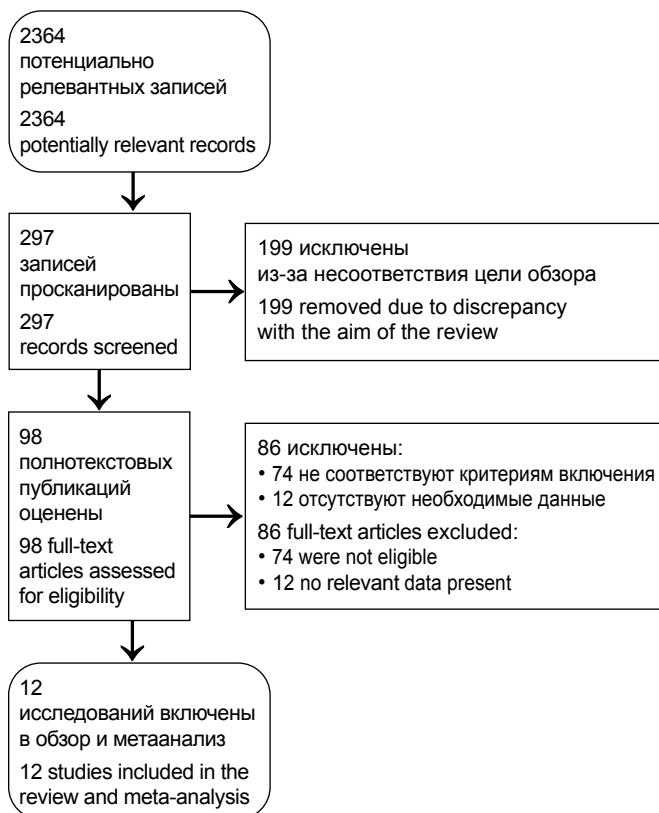 2364
потенциально
релевантных записей
2364
potentially relevant records
297
записей
просканированы
297
records screened
199 исключены
из-за несоответствия цели обзора
199 removed due to discrepancy
with the aim of the review
98
полнотекстовых
публикаций
оценены
98 full-text
articles assessed
for eligibility
86 исключены:
• 74 не соответствуют критериям включения
• 12 отсутствуют необходимые данные
86 full-text articles excluded:
• 74 were not eligible
• 12 no relevant data present
12
исследований включены
в обзор и метаанализ
12 studies included in the
review and meta-analysis